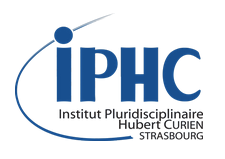 iPHC
Institut Pluridisciplinaire
Hubert CURIEN
STRASBOURG